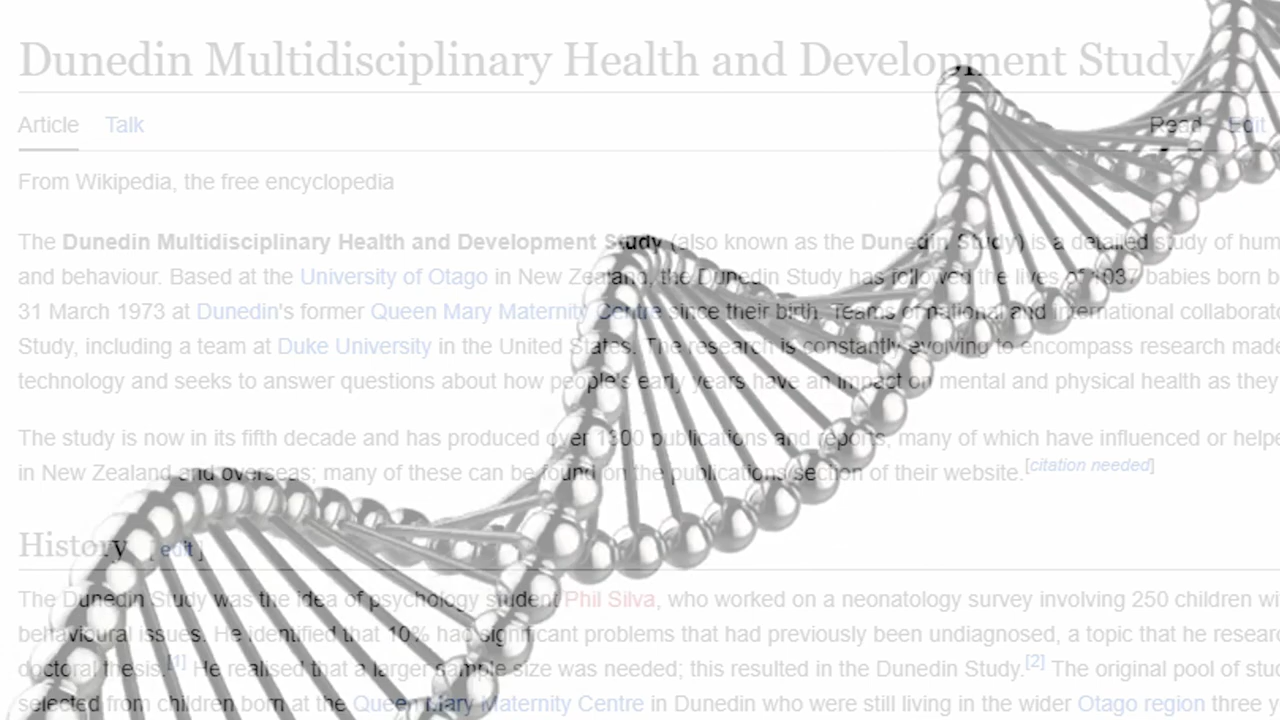 Dunedin Multidisciplinary Health and Development Study
Article Talk Read Edit
From Wikipedia, the free encyclopedia
The Dunedin Multidisciplinary Health and Development Study (also known as the Dunedin Study) is a detailed study of hum
and behaviour. Based at the University of Otago in New Zealand, the Dunedin Study has followed the lives of babies born b
31 March 1973 at Dunedin's former Queen Mary Maternity Centre since their birth. Teams of national and international collaborato
Study, including a team at Duke University in the United States. The research is constantly evolving to encompass research made
technology and seeks to answer questions about how people's early years have an impact on mental and physical health as they
The study is now in its fifth decade and has produced over 1300 publications and reports, many of which have influenced or helpe
in New Zealand and overseas; many of these can be found on the publications section of their website.[citation needed]
History [edit]
The Dunedin Study was the idea of psychology student Phil Silva, who worked on a neonatology survey involving 250 children wi
behavioural issues. He identified that 10% had significant problems that had previously been undiagnosed, a topic that he resear
doctoral thesis.[1] He realised that a larger sample size was needed; this resulted in the Dunedin Study.[2] The original pool of stu
selected from children born at the Queen Mary Maternity Centre in Dunedin who were still living in the wider Otago region three y